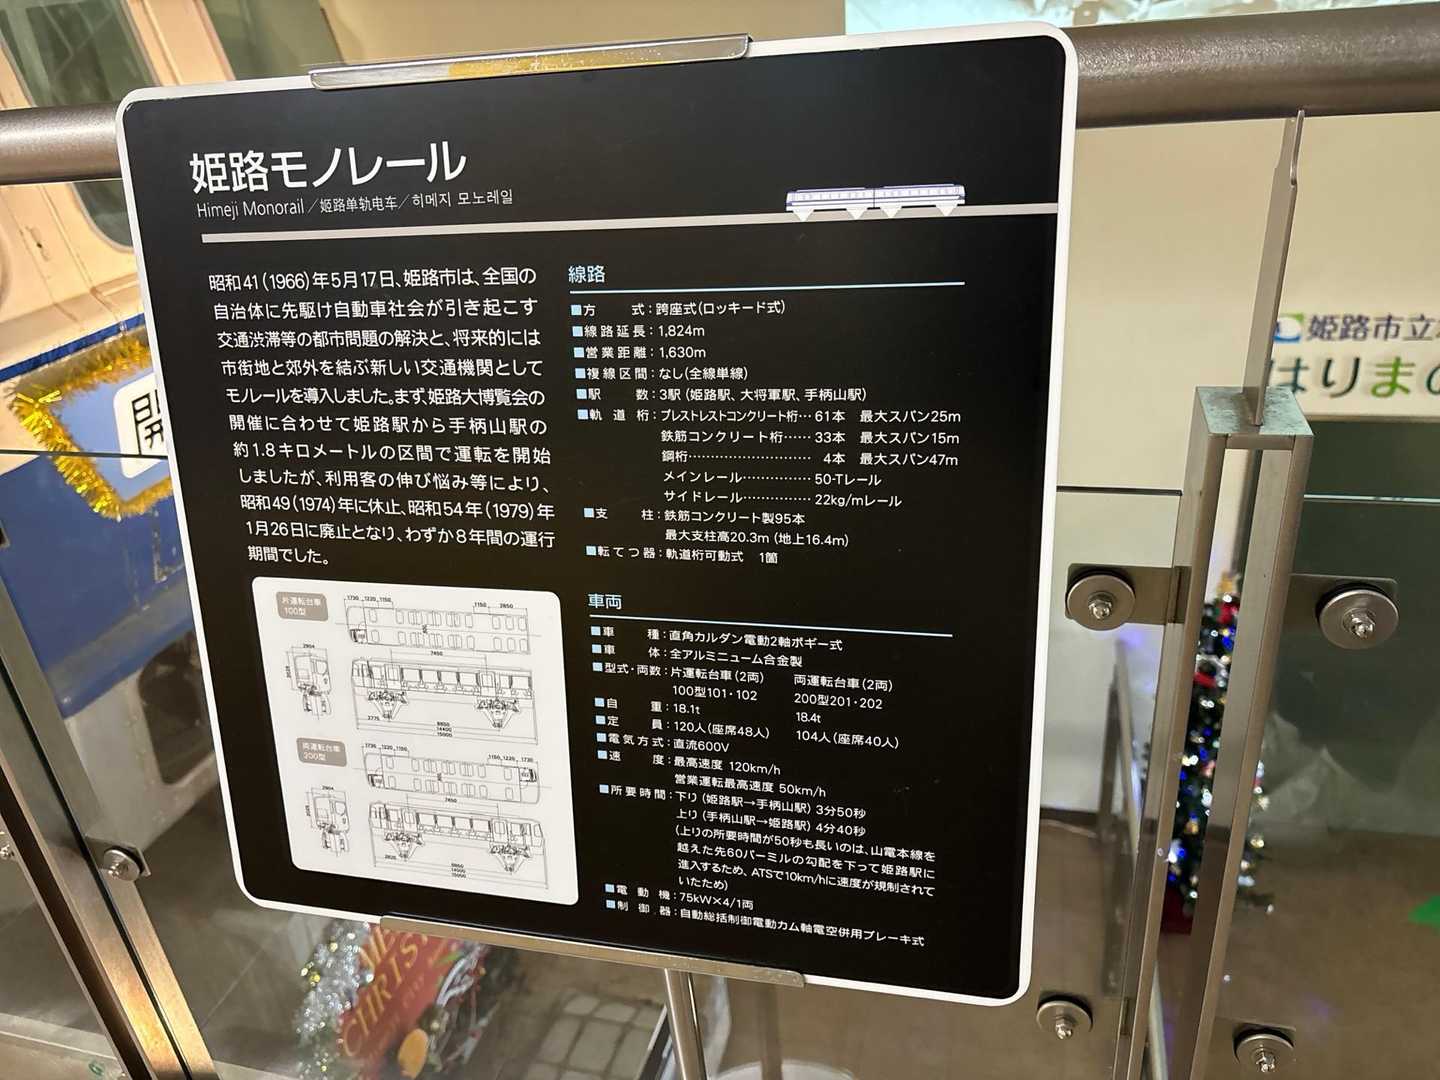 姫路モノレール
Himeji Monorail／姫路单轨电车／히메지 모노레일
昭和41（1966）年5月17日、姫路市は、全国の
自治体に先駆け自動車社会が引き起こす
交通渋滞等の都市問題の解決と、将来的には
市街地と郊外を結ぶ新しい交通機関として
モノレールを導入しました。まず、姫路大博覧会の
開催に合わせて姫路駅から手柄山駅の
約1.8キロメートルの区間で運転を開始
しましたが、利用客の伸び悩み等により、
昭和49（1974）年に休止、昭和54年（1979）年
1月26日に廃止となり、わずか8年間の運行
期間でした。
線路
■方 式：跨座式（ロッキード式）
■線路延長：1,824m
■営業距離：1,630m
■複線区間：なし（全線単線）
■駅 数：3駅（姫路駅、大将軍駅、手柄山駅）
■軌道桁：プレストレストコンクリート桁…61本 最大スパン25m
鉄筋コンクリート桁……33本 最大スパン15m
鋼桁………………………4本 最大スパン47m
メインレール……………50-Tレール
サイドレール……………22kg/mレール
■支 柱：鉄筋コンクリート製95本
最大支柱高20.3m（地上16.4m）
■転てつ器：軌道桁可動式 1箇
車両
■車 種：直角カルダン電動2軸ボギー式
■車 体：全アルミニューム合金製
■型式・両数：片運転台車（2両） 両運転台車（2両）
100型101・102 200型201・202
■自 重：18.1t 18.4t
■定 員：120人（座席48人） 104人（座席40人）
■電気方式：直流600V
■速 度：最高速度 120km/h
営業運転最高速度 50km/h
■所要時間：下り（姫路駅→手柄山駅）3分50秒
上り（手柄山駅→姫路駅）4分40秒
（上りの所要時間が50秒も長いのは、山電本線を
越えた先60パーミルの勾配を下って姫路駅に
進入するため、ATSで10km/hに速度が規制されて
いたため）
■電動機：75kW×4/1両
■制御器：自動総括制御電動カム軸電空併用ブレーキ式
片運転台車
100型
1730 1220 1150
1150 2850
7450
2904
2775
9850
14400
15000
両運転台車
200型
1730 1220 1150
1150 1220 1730
7450
2904
2625
9850
14000
15000
姫路市立
はりまの
開
CHRIST